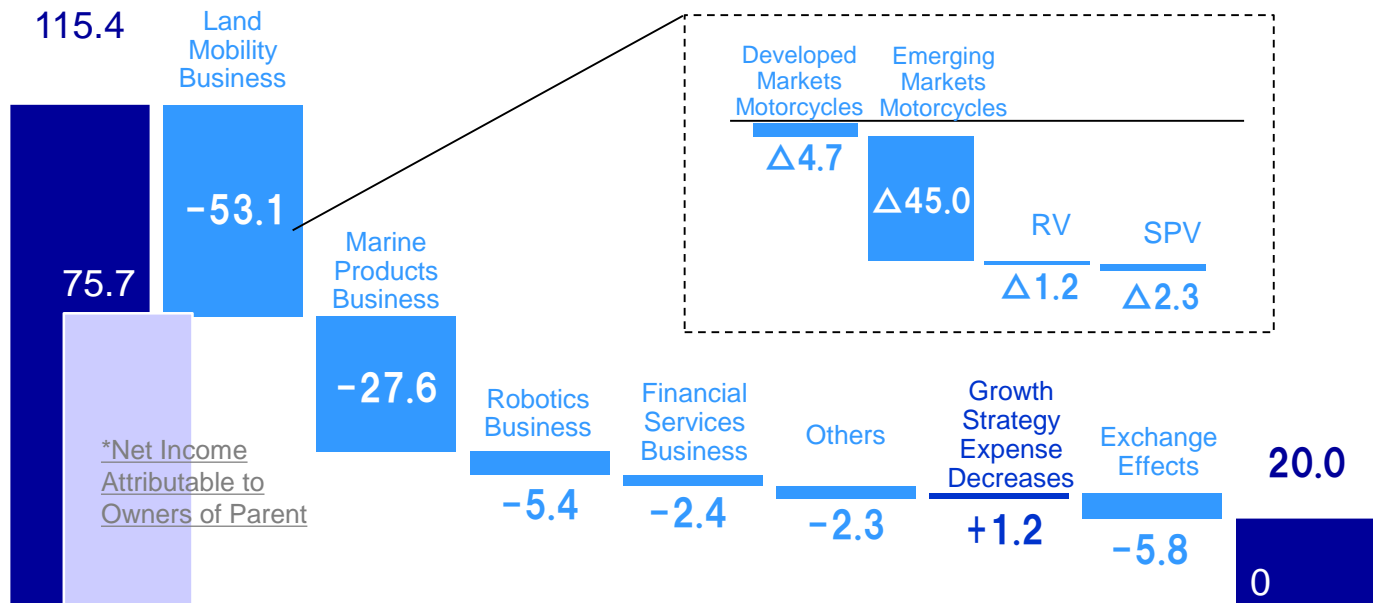 115.4
Land
Mobility
Business
-53.1
75.7
*Net Income
Attributable to
Owners of Parent
Marine
Products
Business
-27.6
Robotics
Business
-5.4
Financial
Services
Business
-2.4
Others
-2.3
Growth
Strategy
Expense
Decreases
+1.2
Exchange
Effects
-5.8
20.0
0
Developed
Markets
Motorcycles
△4.7
Emerging
Markets
Motorcycles
△45.0
RV
△1.2
SPV
△2.3